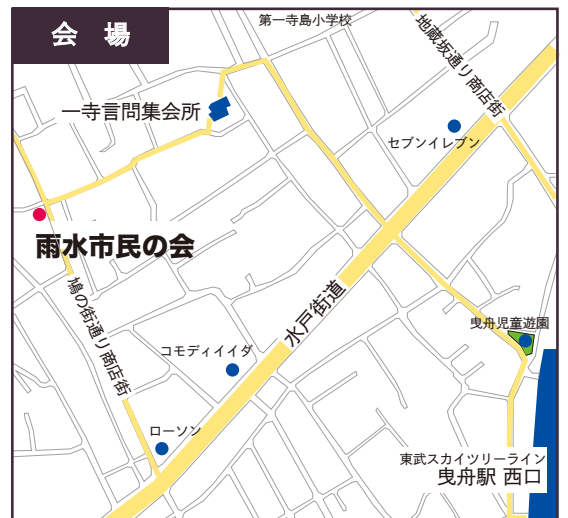 会場
第一寺島小学校
地蔵坂通り商店街
一寺言問集会所
セブンイレブン
雨水市民の会
鳩の街通り商店街
水戸街道
曳舟児童遊園
コモディイイダ
ローソン
東武スカイツリーライン
曳舟駅 西口